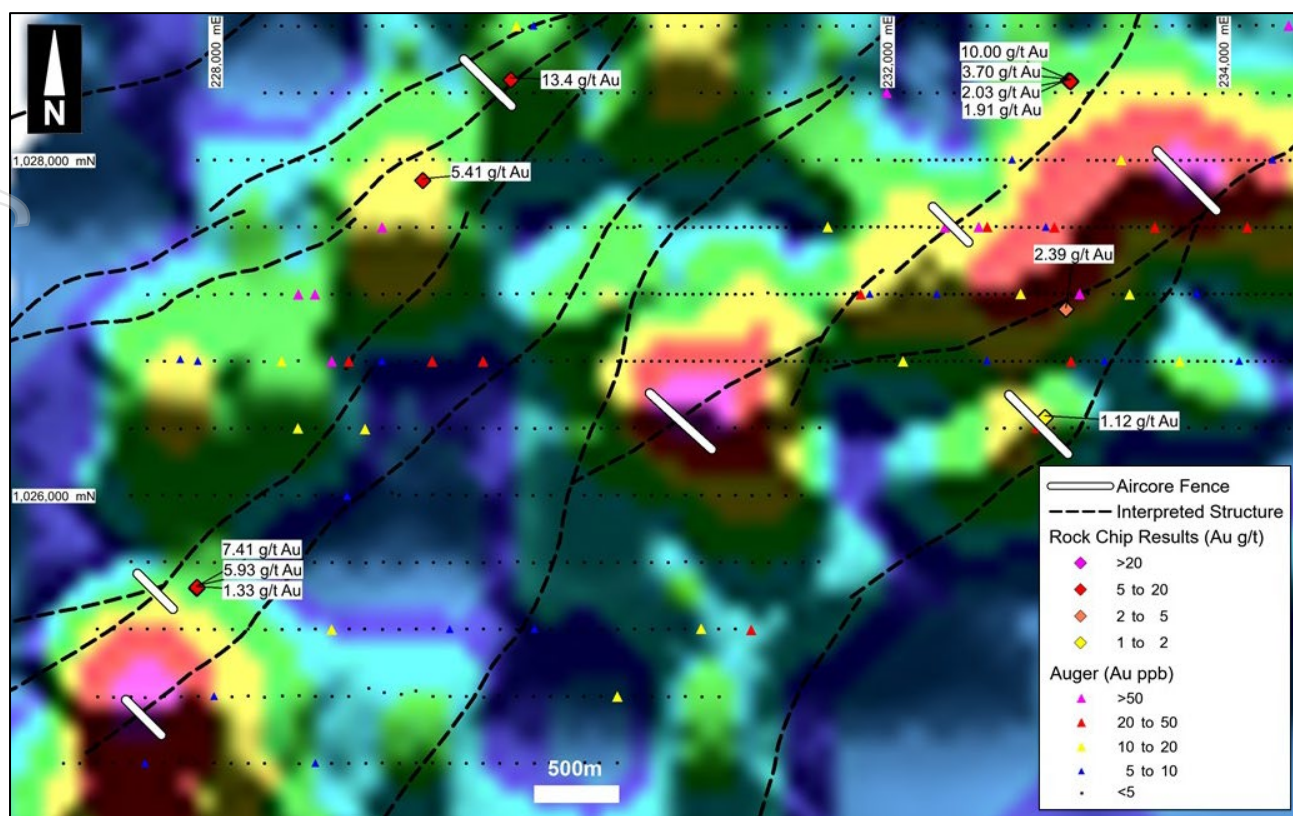 N
228,000 mE
232,000 mE
234,000 mE
1,028,000 mN
1,026,000 mN
13.4 g/t Au
5.41 g/t Au
10.00 g/t Au
3.70 g/t Au
2.03 g/t Au
1.91 g/t Au
2.39 g/t Au
1.12 g/t Au
7.41 g/t Au
5.93 g/t Au
1.33 g/t Au
500m
Aircore Fence
Interpreted Structure
Rock Chip Results (Au g/t)
>20
5 to 20
2 to 5
1 to 2
Auger (Au ppb)
>50
20 to 50
10 to 20
5 to 10
<5